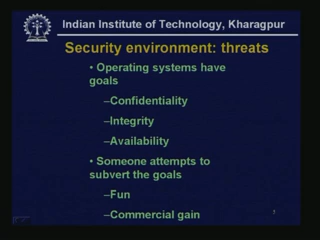 Indian Institute of Technology, Kharagpur
Security environment: threats
• Operating systems have
goals
–Confidentiality
–Integrity
–Availability
• Someone attempts to
subvert the goals
–Fun
–Commercial gain